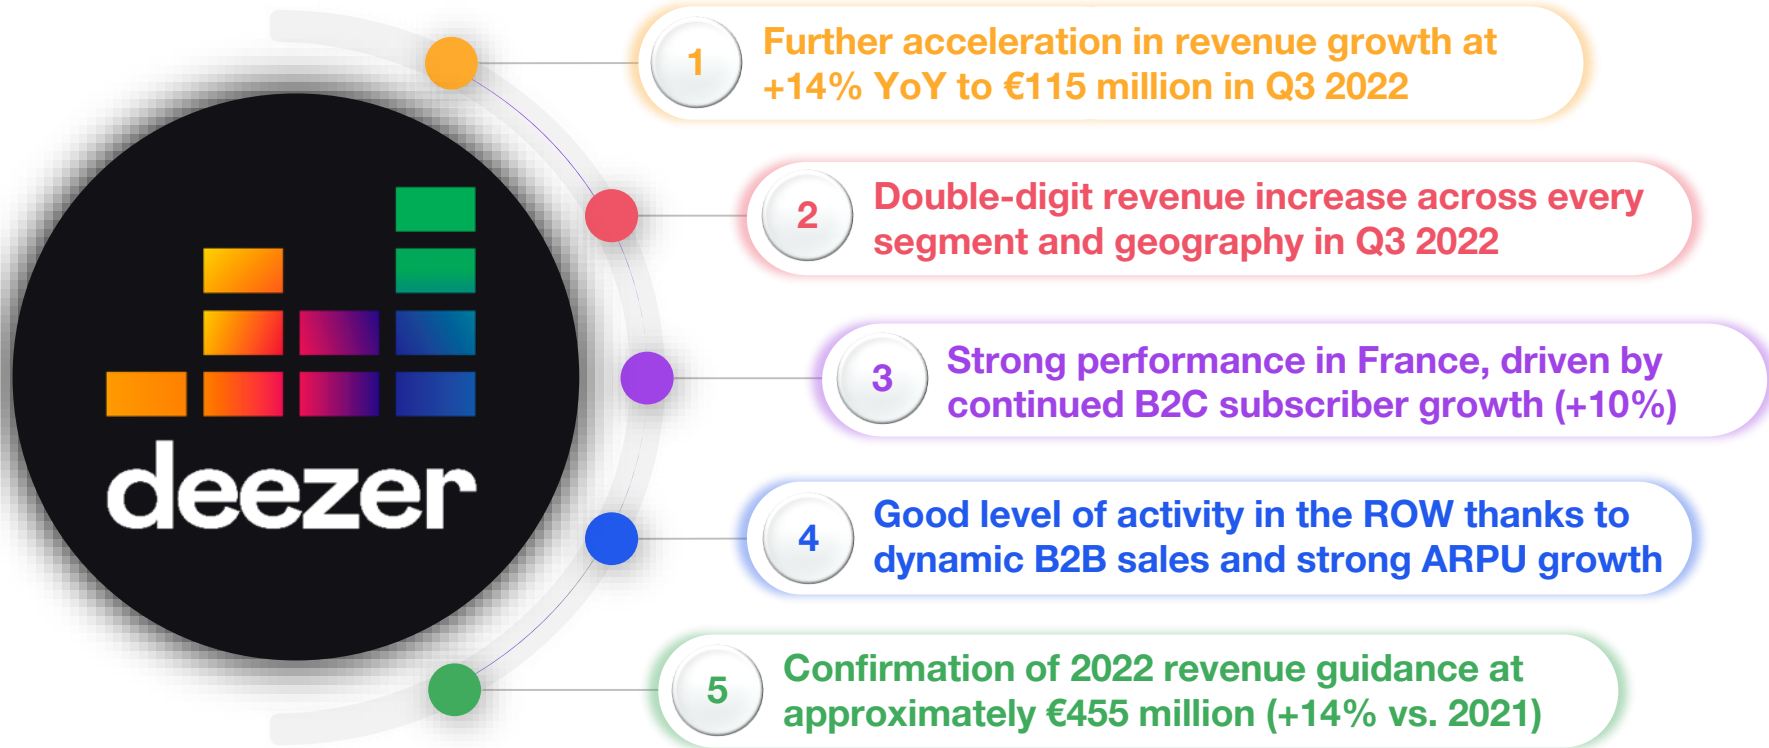 deezer
1
Further acceleration in revenue growth at
+14% YoY to €115 million in Q3 2022
2
Double-digit revenue increase across every
segment and geography in Q3 2022
3
Strong performance in France, driven by
continued B2C subscriber growth (+10%)
4
Good level of activity in the ROW thanks to
dynamic B2B sales and strong ARPU growth
5
Confirmation of 2022 revenue guidance at
approximately €455 million (+14% vs. 2021)